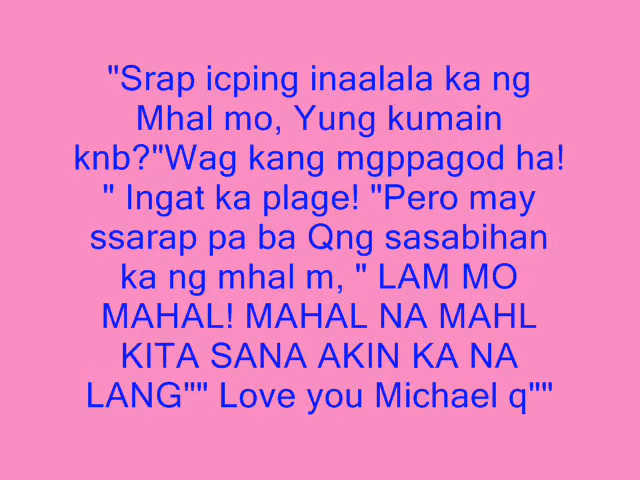 "Srap icping inaalala ka ng
Mhal mo, Yung kumain
knb?"Wag kang mgppagod ha!
" Ingat ka plage! "Pero may
ssarap pa ba Qng sasabihan
ka ng mhal m, " LAM MO
MAHAL! MAHAL NA MAHL
KITA SANA AKIN KA NA
LANG"" Love you Michael q""